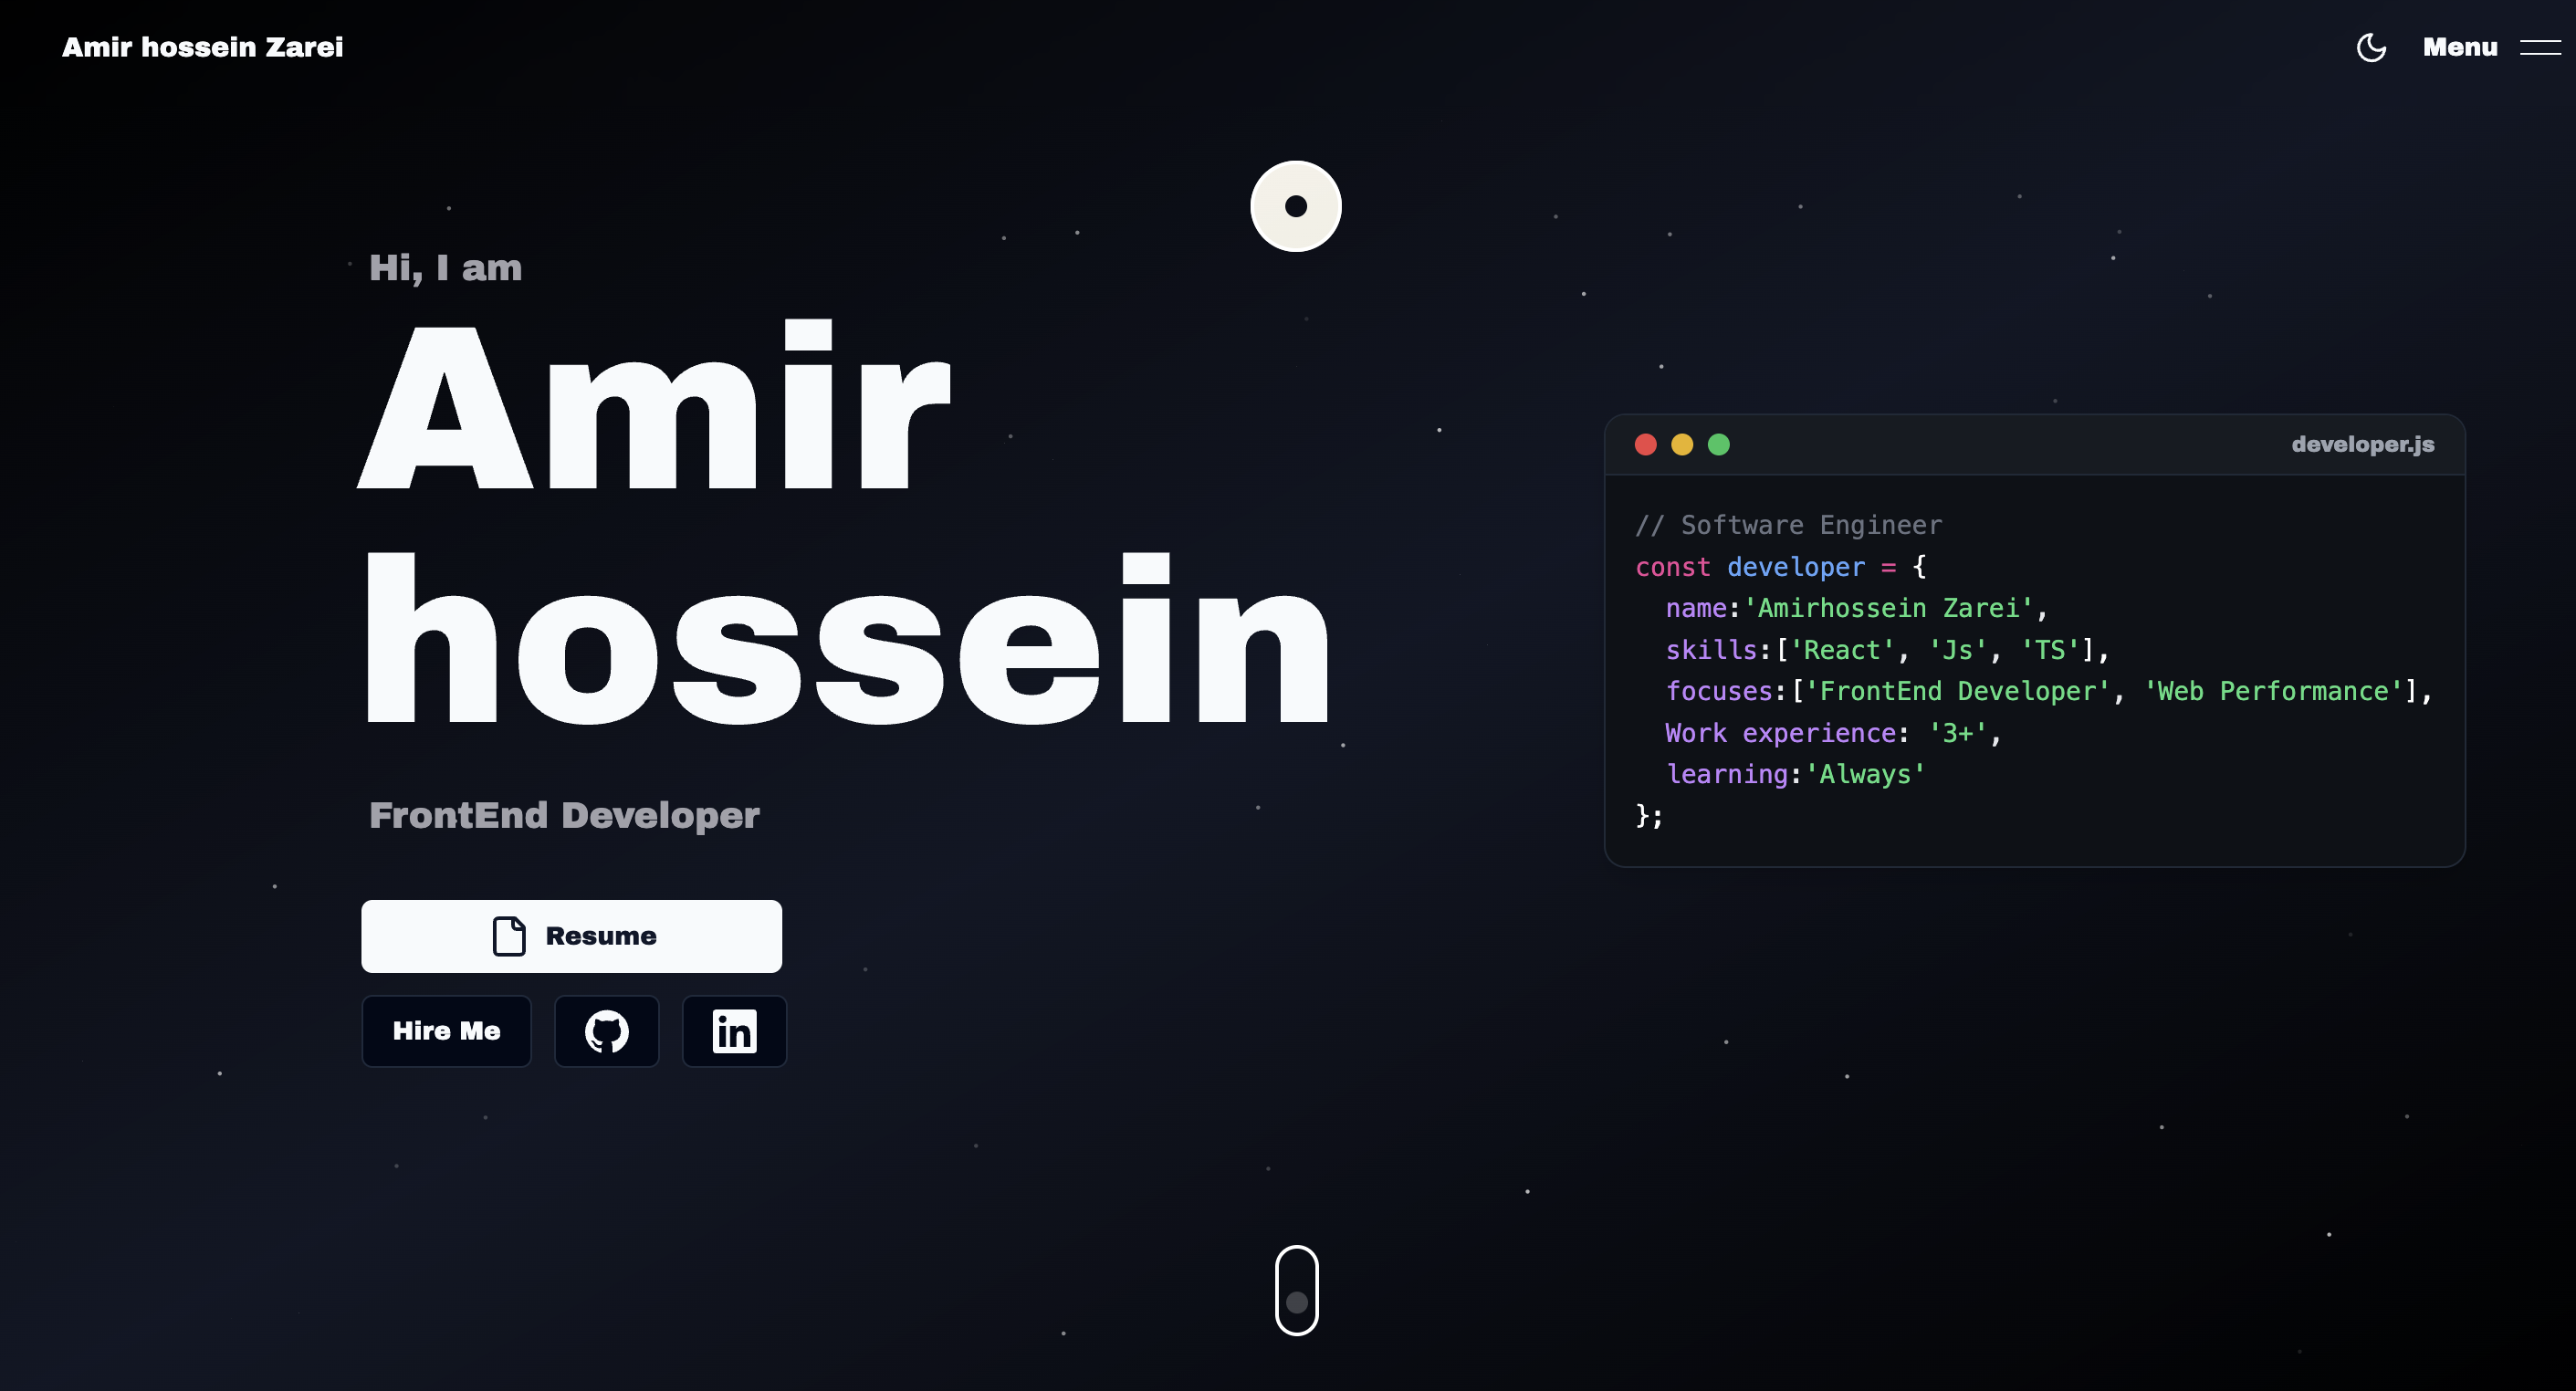 Amir hossein Zarei
Menu
Hi, I am
Amir
hossein
FrontEnd Developer
Resume
Hire Me
in
developer.js
// Software Engineer
const developer = {
  name:'Amirhossein Zarei',
  skills:['React', 'Js', 'TS'],
  focuses:['FrontEnd Developer', 'Web Performance'],
  Work experience: '3+',
  learning:'Always'
};